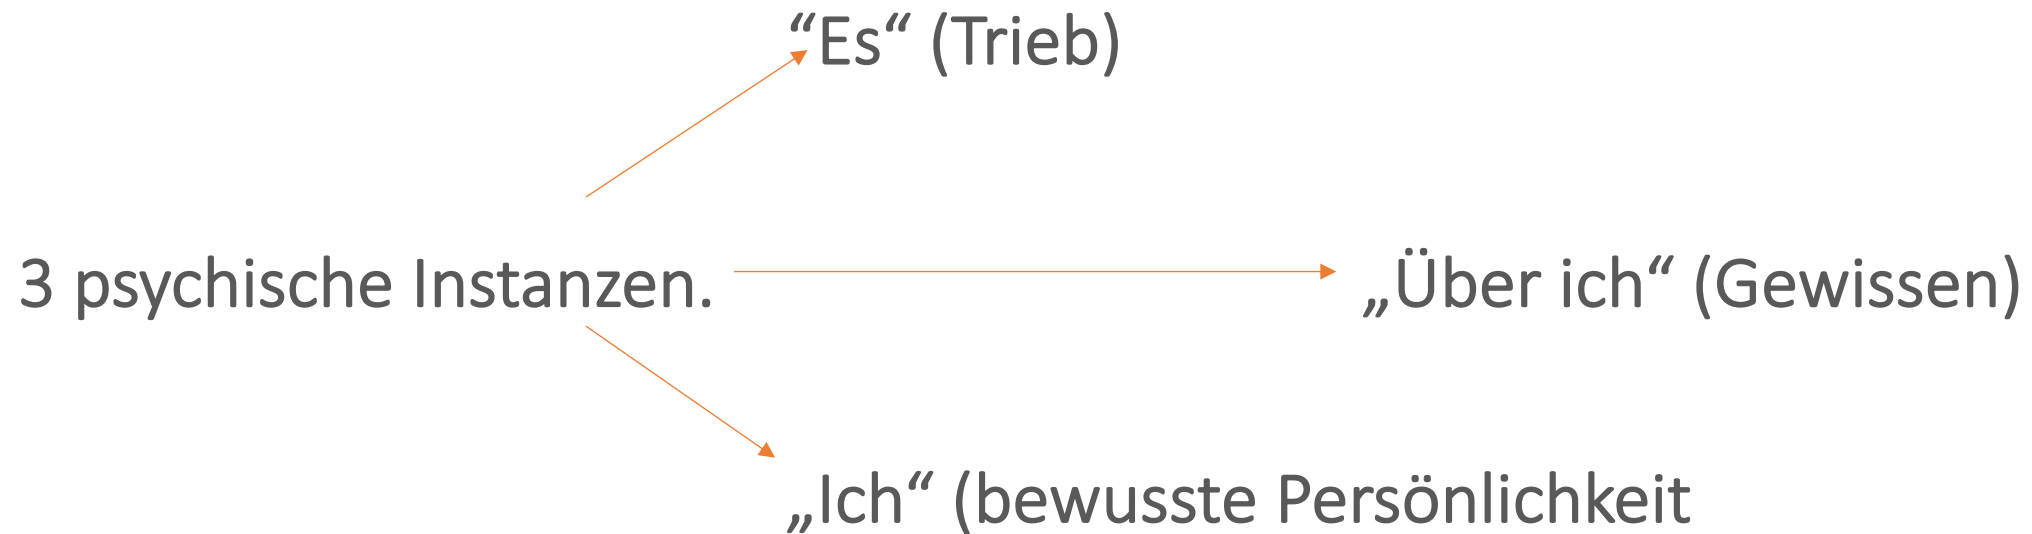 “Es“ (Trieb)
3 psychische Instanzen.
„Über ich“ (Gewissen)
„Ich“ (bewusste Persönlichkeit